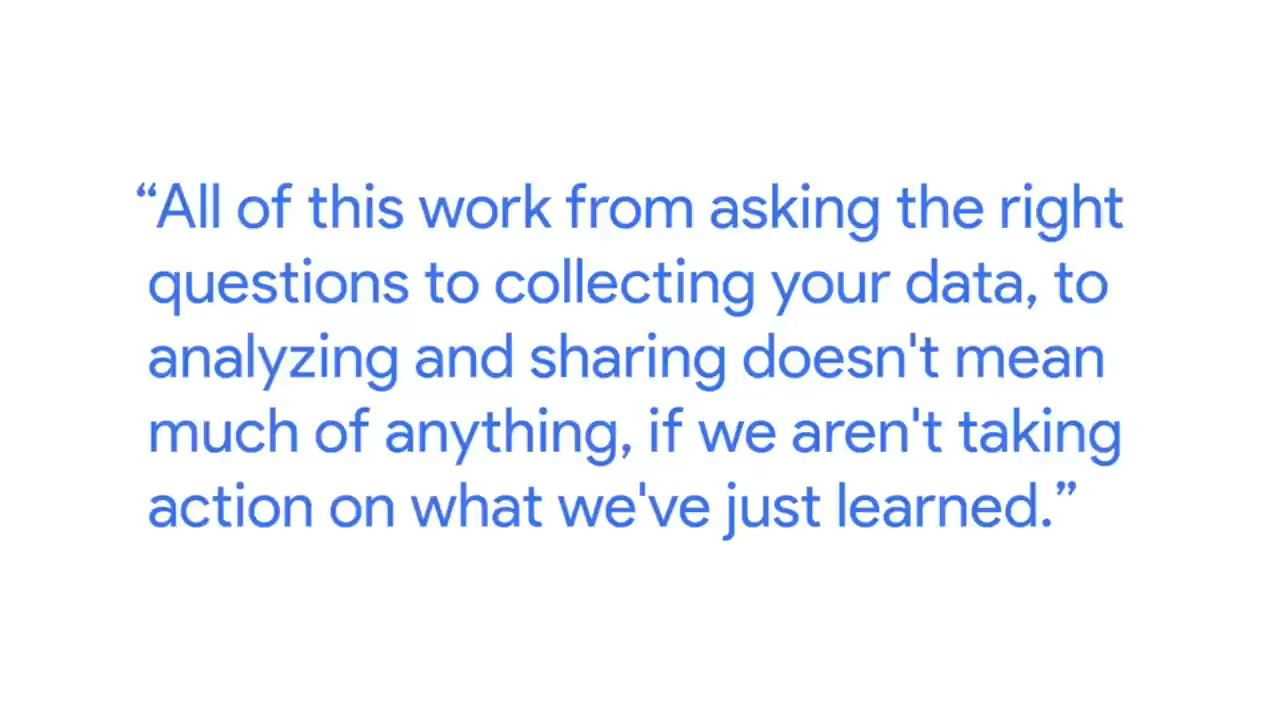 “All of this work from asking the right
questions to collecting your data, to
analyzing and sharing doesn't mean
much of anything, if we aren't taking
action on what we've just learned.”